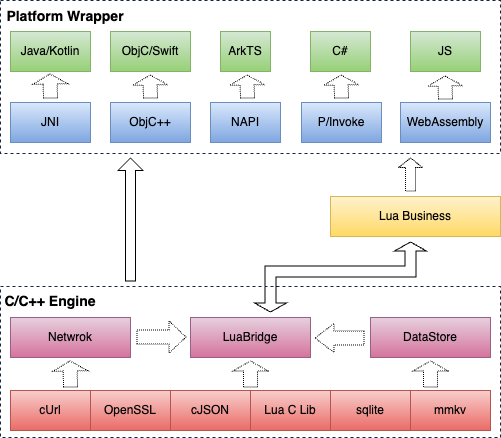 Platform Wrapper
Java/Kotlin
ObjC/Swift
ArkTS
C#
JS
JNI
ObjC++
NAPI
P/Invoke
WebAssembly
Lua Business
C/C++ Engine
Netwrok
LuaBridge
DataStore
cUrl
OpenSSL
cJSON
Lua C Lib
sqlite
mmkv